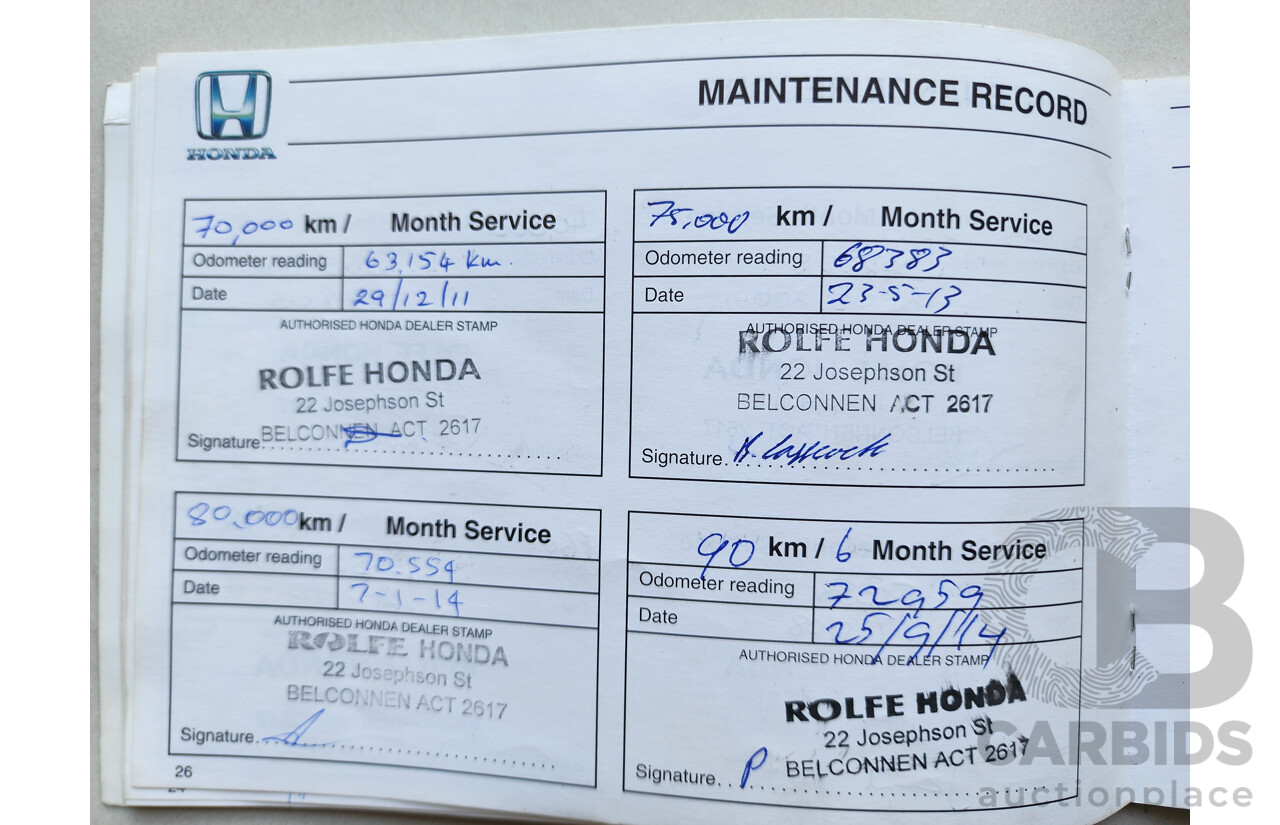 HONDA
MAINTENANCE RECORD
70,000 km / Month Service
Odometer reading 63,154 km.
Date 29/12/11
AUTHORISED HONDA DEALER STAMP
ROLFE HONDA
22 Josephson St
BELCONNEN ACT 2617
Signature
75,000 km / Month Service
Odometer reading 68383
Date 23-5-13
AUTHORISED HONDA DEALER STAMP
ROLFE HONDA
22 Josephson St
BELCONNEN ACT 2617
Signature
80,000 km / Month Service
Odometer reading 70.554
Date 7-1-14
AUTHORISED HONDA DEALER STAMP
ROLFE HONDA
22 Josephson St
BELCONNEN ACT 2617
Signature
90 km / 6 Month Service
Odometer reading 72959
Date 25/9/14
AUTHORISED HONDA DEALER STAMP
ROLFE HONDA
22 Josephson St
BELCONNEN ACT 2617
Signature P
26
CARBIDS
auctionplace